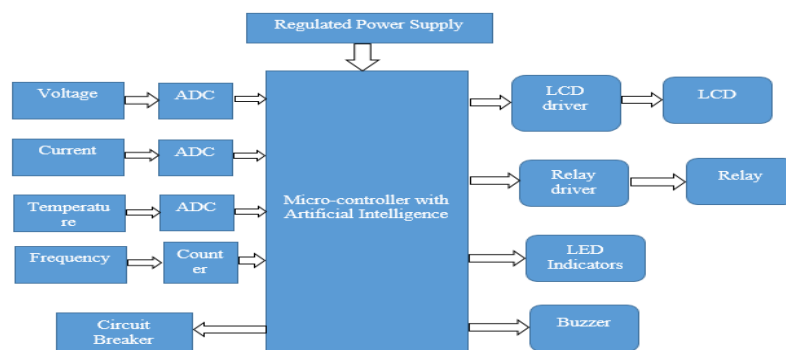 Regulated Power Supply
Voltage
ADC
LCD
driver
LCD
Current
ADC
Micro-controller with
Artificial Intelligence
Relay
driver
Relay
Temperatu
re
ADC
Frequency
Count
er
LED
Indicators
Circuit
Breaker
Buzzer